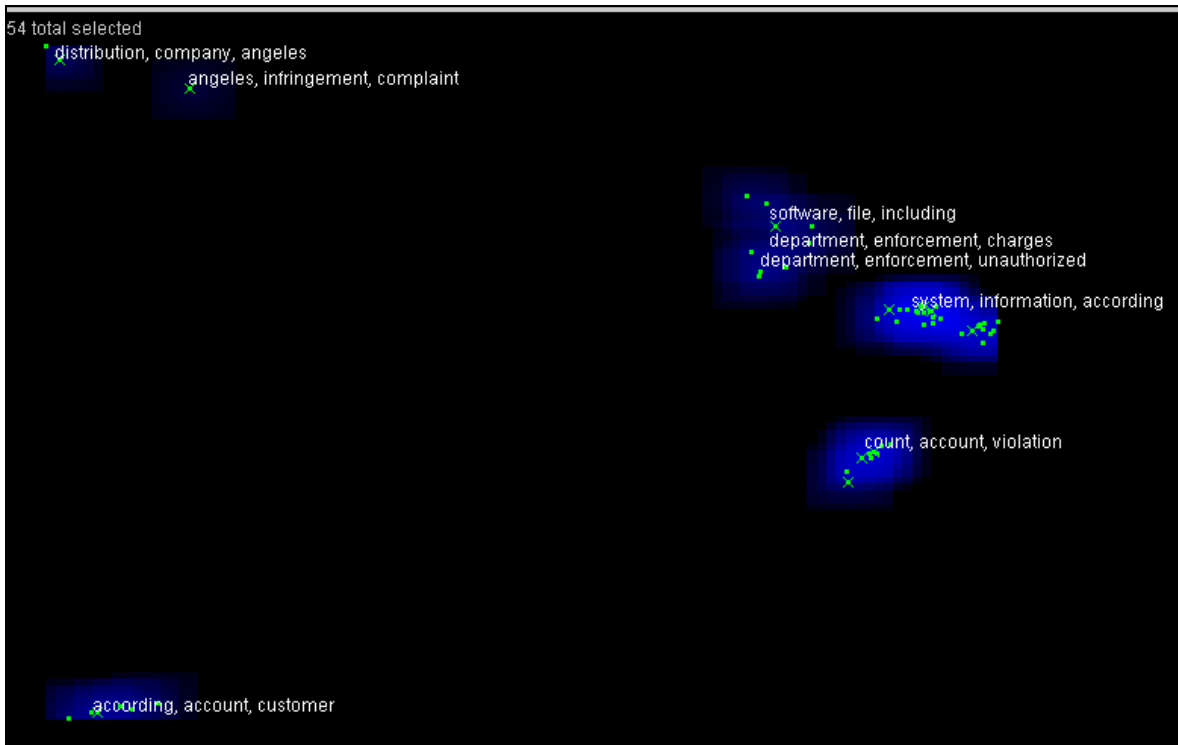 54 total selected
distribution, company, angeles
angeles, infringement, complaint
software, file, including
department, enforcement, charges
department, enforcement, unauthorized
system, information, according
count, account, violation
according, account, customer